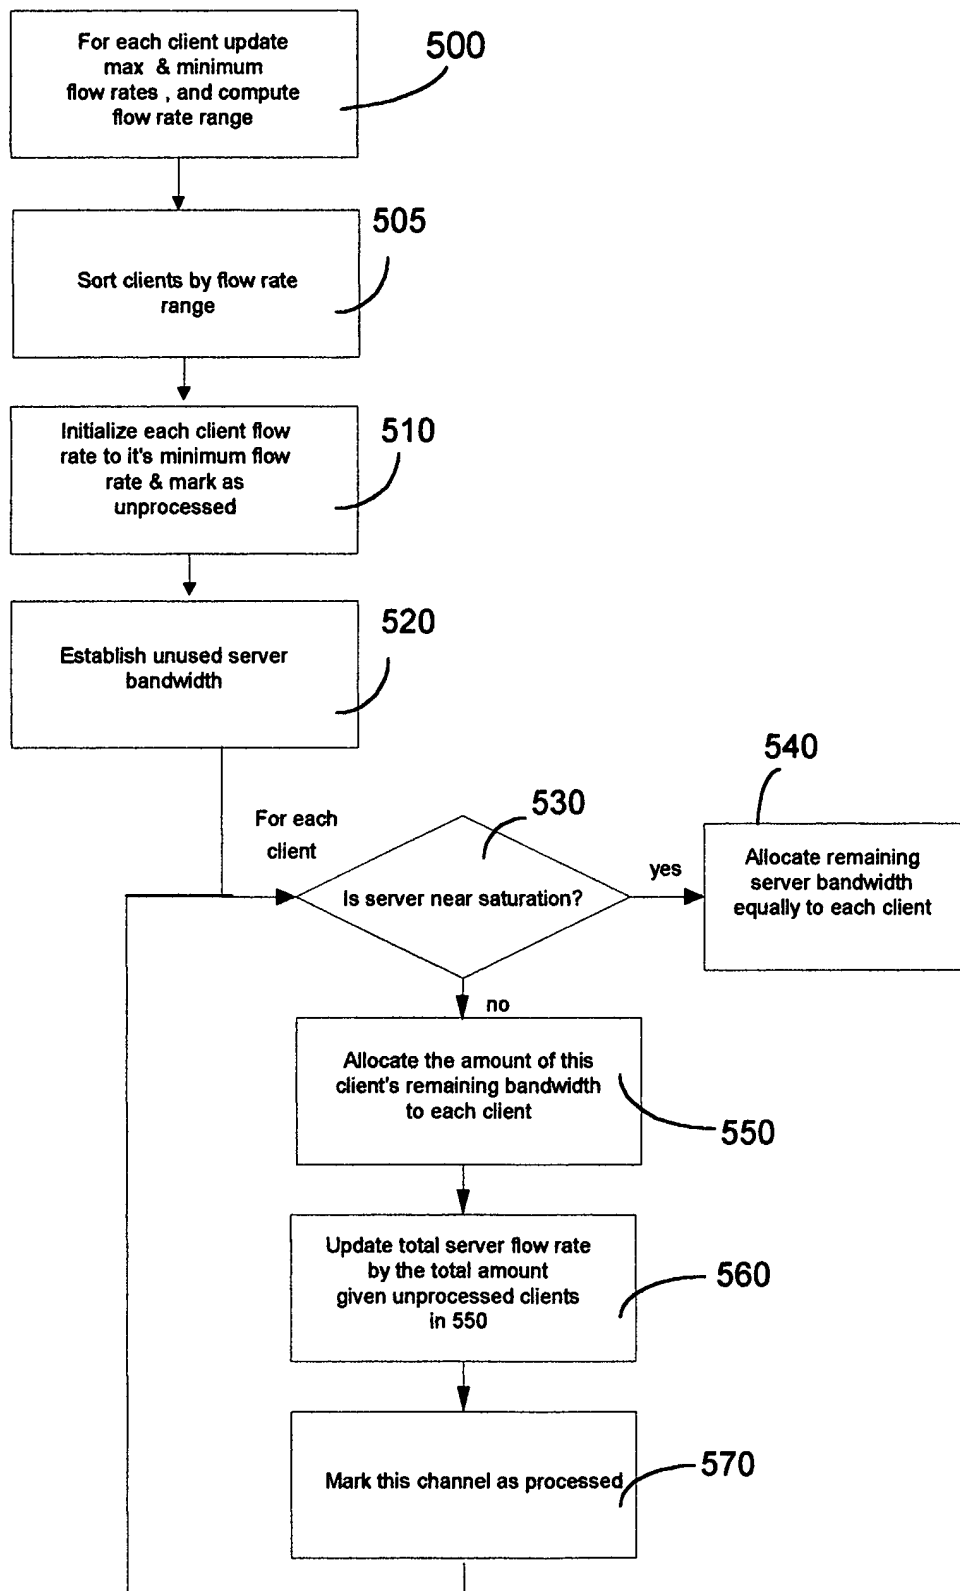 For each client update
max & minimum
flow rates , and compute
flow rate range
500
505
Sort clients by flow rate
range
Initialize each client flow
rate to it's minimum flow
rate & mark as
unprocessed
510
520
Establish unused server
bandwidth
540
530
For each
client
Is server near saturation?
yes
Allocate remaining
server bandwidth
equally to each client
no
Allocate the amount of this
client's remaining bandwidth
to each client
550
Update total server flow rate
by the total amount
given unprocessed clients
in 550
560
Mark this channel as processed
570